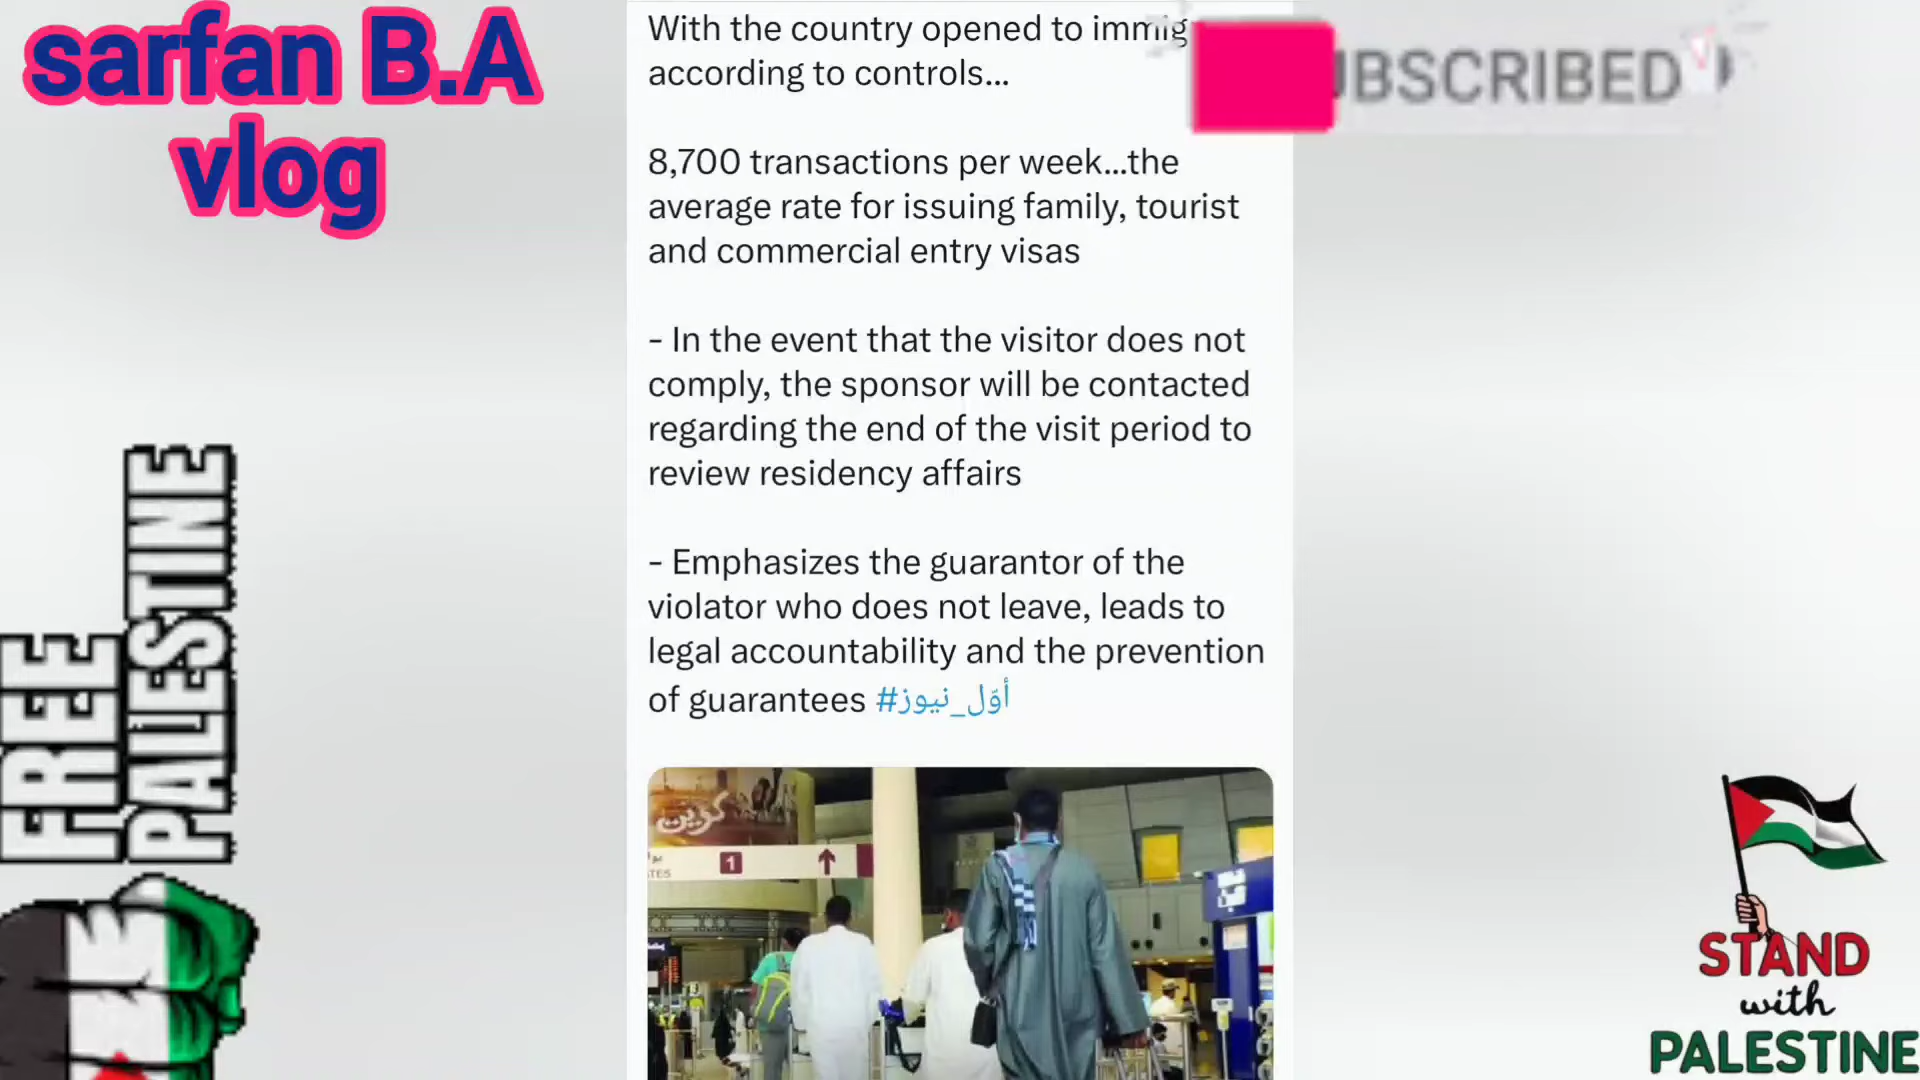 sarfan B.A
vlog
With the country opened to immig
according to controls...
UBSCRIBED
8,700 transactions per week...the
average rate for issuing family, tourist
and commercial entry visas
- In the event that the visitor does not
comply, the sponsor will be contacted
regarding the end of the visit period to
review residency affairs
- Emphasizes the guarantor of the
violator who does not leave, leads to
legal accountability and the prevention
of guarantees #أوّل_نيوز
FREE
PALESTINE
1
STAND
with
PALESTINE